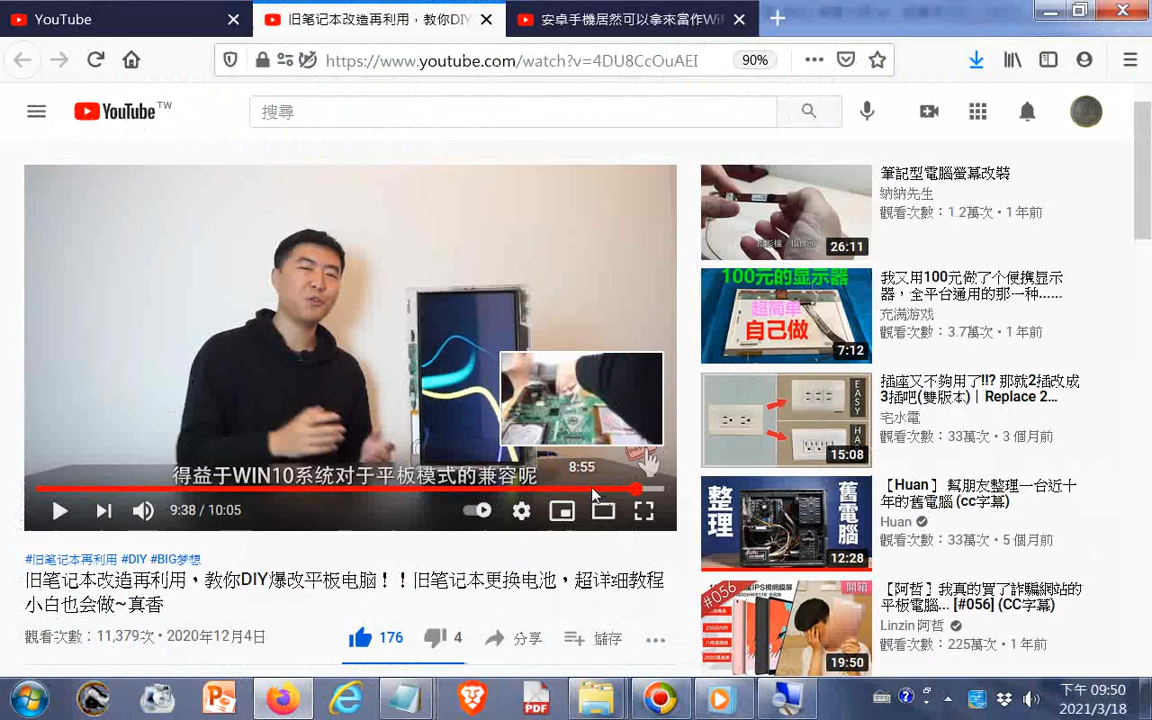 YouTube
旧笔记本改造再利用，教你DIY
安卓手機居然可以拿來當作WiF
https://www.youtube.com/watch?v=4DU8CcOuAEI
90%
YouTube TW
搜尋
得益于WIN10系统对于平板模式的兼容呢
8:55
9:38 / 10:05
#旧笔记本再利用 #DIY #BIG梦想
旧笔记本改造再利用，教你DIY爆改平板电脑！！旧笔记本更换电池，超详细教程
小白也会做~真香
觀看次數：11,379次 • 2020年12月4日
176
4
分享
儲存
26:11
筆記型電腦螢幕改裝
納納先生
觀看次數：1.2萬次 • 1 年前
100元的显示器
超简单
自己做
7:12
我又用100元做了个便携显示
器，全平台通用的那一种......
充满游戏
觀看次數：3.7萬次 • 1 年前
EASY
HA
15:08
插座又不夠用了!!? 那就2插改成
3插吧(雙版本)｜Replace 2...
宅水電
觀看次數：33萬次 • 3 個月前
整理
舊電腦
12:28
【Huan】 幫朋友整理一台近十
年的舊電腦 (cc字幕)
Huan
觀看次數：33萬次 • 5 個月前
#056
開箱
19:50
【阿哲】我真的買了詐騙網站的
平板電腦... [#056] (CC字幕)
Linzin 阿哲
觀看次數：225萬次 • 1 年前
PDF
下午 09:50
2021/3/18